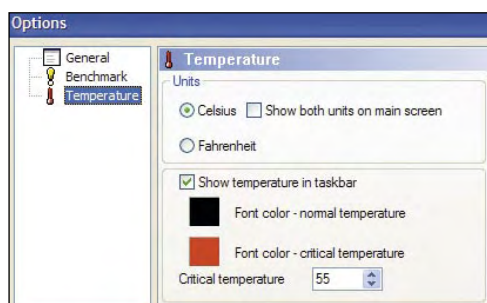 Options
General
Benchmark
Temperature
Temperature
Units
Celsius Show both units on main screen
Fahrenheit
Show temperature in taskbar
Font color - normal temperature
Font color - critical temperature
Critical temperature 55